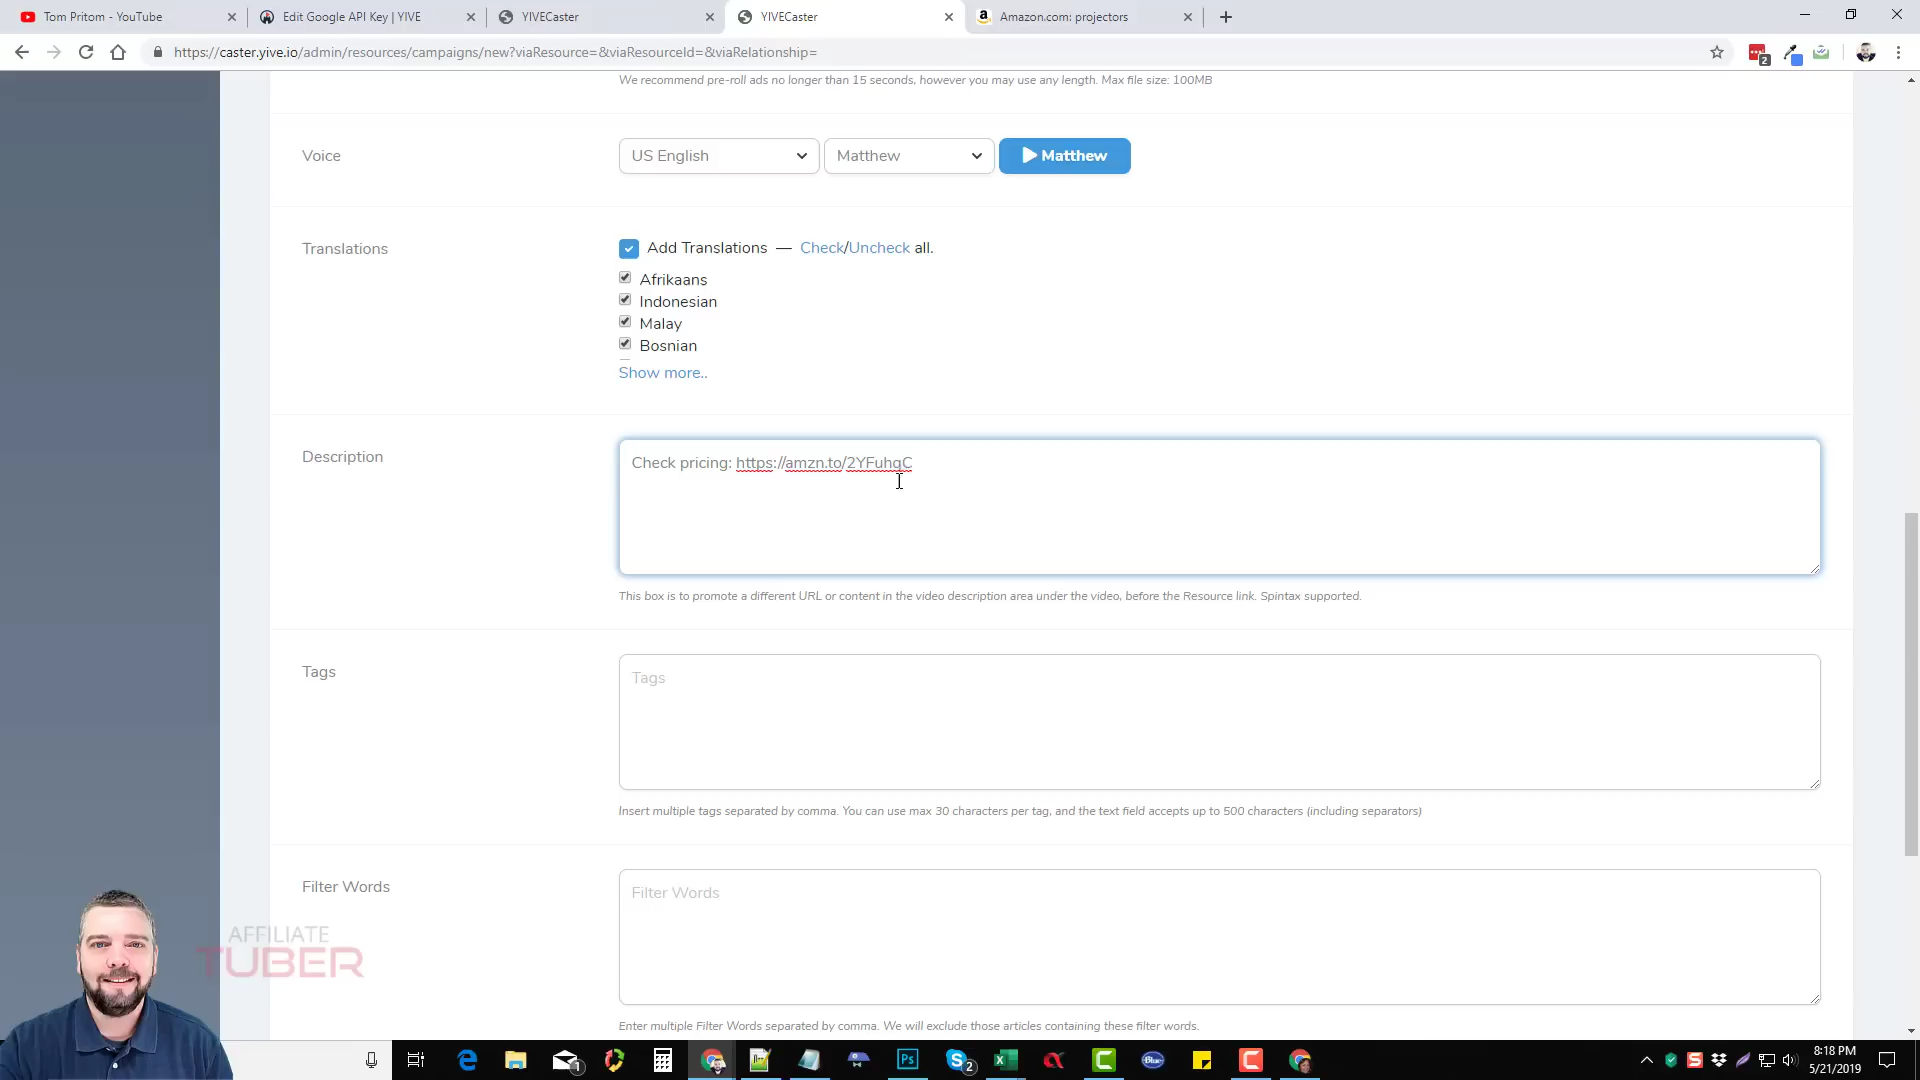 Tom Pritom - YouTube
Edit Google API Key | YIVE
YIVECaster
YIVECaster
Amazon.com: projectors
https://caster.yive.io/admin/resources/campaigns/new?viaResource=&viaResourceId=&viaRelationship=
2
We recommend pre-roll ads no longer than 15 seconds, however you may use any length. Max file size: 100MB
Voice
US English
Matthew
Matthew
Translations
Add Translations — Check/Uncheck all.
Afrikaans
Indonesian
Malay
Bosnian
Show more..
Description
Check pricing: https://amzn.to/2YFuhqC
This box is to promote a different URL or content in the video description area under the video, before the Resource link. Spintax supported.
Tags
Tags
Insert multiple tags separated by comma. You can use max 30 characters per tag, and the text field accepts up to 500 characters (including separators)
Filter Words
Filter Words
Enter multiple Filter Words separated by comma. We will exclude those articles containing these filter words.
AFFILIATE
TUBER
1
Ps
2
Blue
8:18 PM
5/21/2019